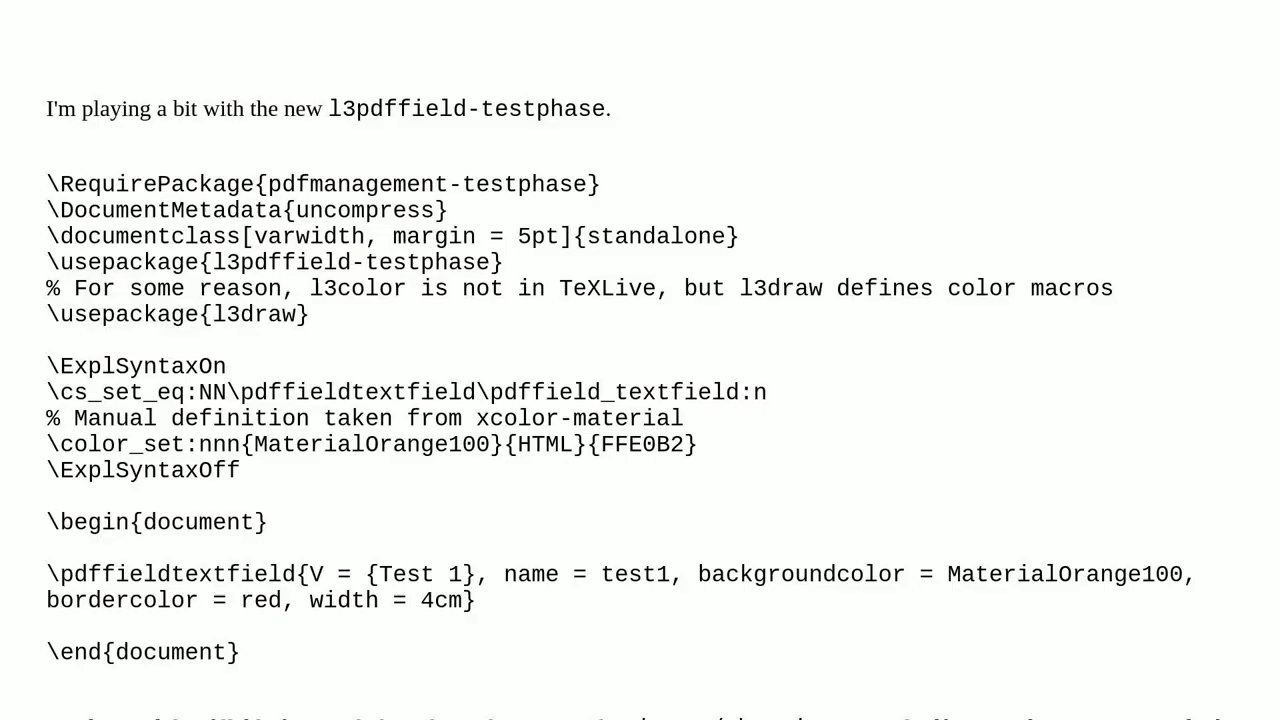 I'm playing a bit with the new l3pdffield-testphase.
\RequirePackage{pdfmanagement-testphase}
\DocumentMetadata{uncompress}
\documentclass[varwidth, margin = 5pt]{standalone}
\usepackage{l3pdffield-testphase}
% For some reason, l3color is not in TeXLive, but l3draw defines color macros
\usepackage{l3draw}
\ExplSyntaxOn
\cs_set_eq:NN\pdffieldtextfield\pdffield_textfield:n
% Manual definition taken from xcolor-material
\color_set:nnn{MaterialOrange100}{HTML}{FFE0B2}
\ExplSyntaxOff
\begin{document}
\pdffieldtextfield{V = {Test 1}, name = test1, backgroundcolor = MaterialOrange100,
bordercolor = red, width = 4cm}
\end{document}